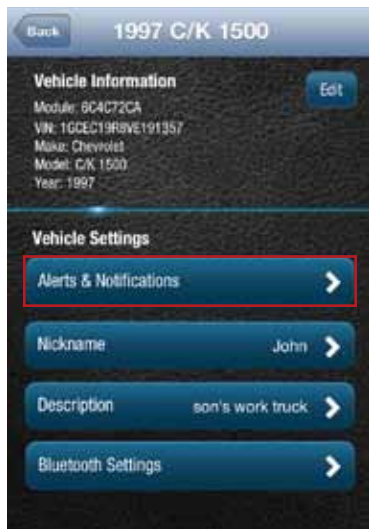 Back 1997 C/K 1500
Vehicle Information
Edit
Module: 6C4C72CA
VIN: 1GCEC19R8VE191357
Make: Chevrolet
Model: C/K 1500
Year: 1997
Vehicle Settings
Alerts & Notifications
Nickname John
Description son's work truck
Bluetooth Settings